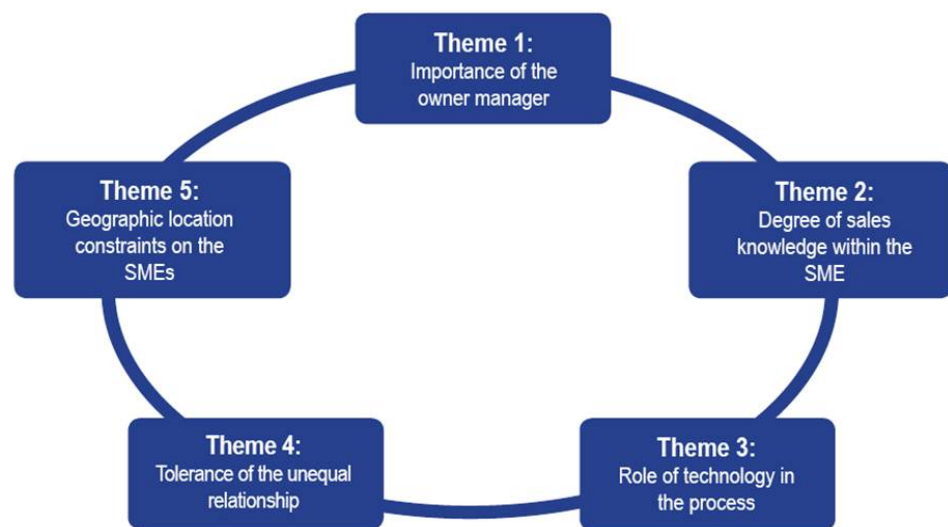 Theme 1:
Importance of the
owner manager
Theme 2:
Degree of sales
knowledge within the
SME
Theme 3:
Role of technology in
the process
Theme 4:
Tolerance of the unequal
relationship
Theme 5:
Geographic location
constraints on the
SMEs